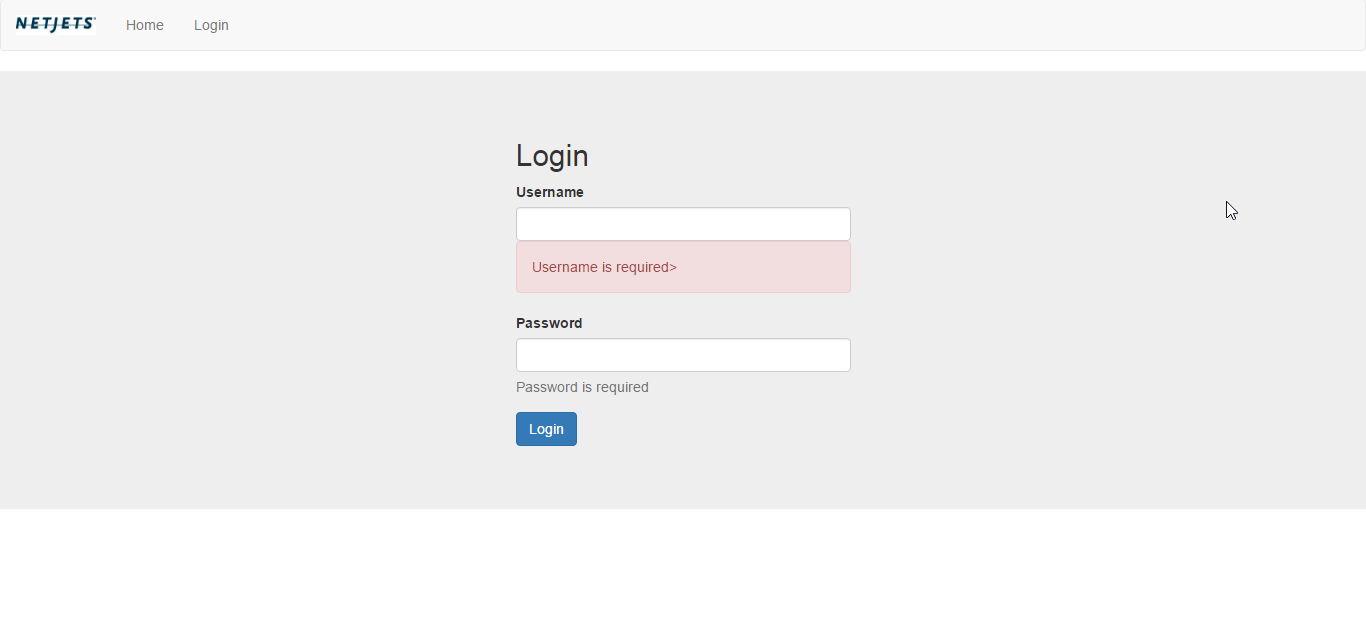 NETJETS Home Login
Login
Username
Username is required>
Password
Password is required
Login